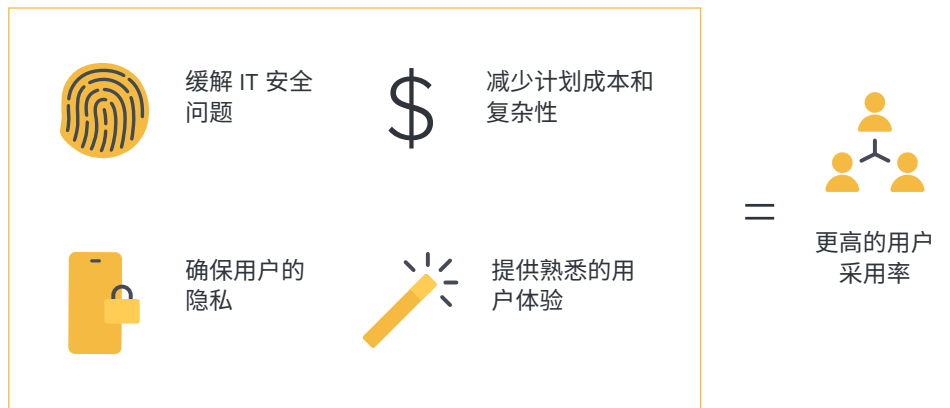 缓解 IT 安全
问题
减少计划成本和
复杂性
确保用户的
隐私
提供熟悉的用
户体验
=
更高的用户
采用率